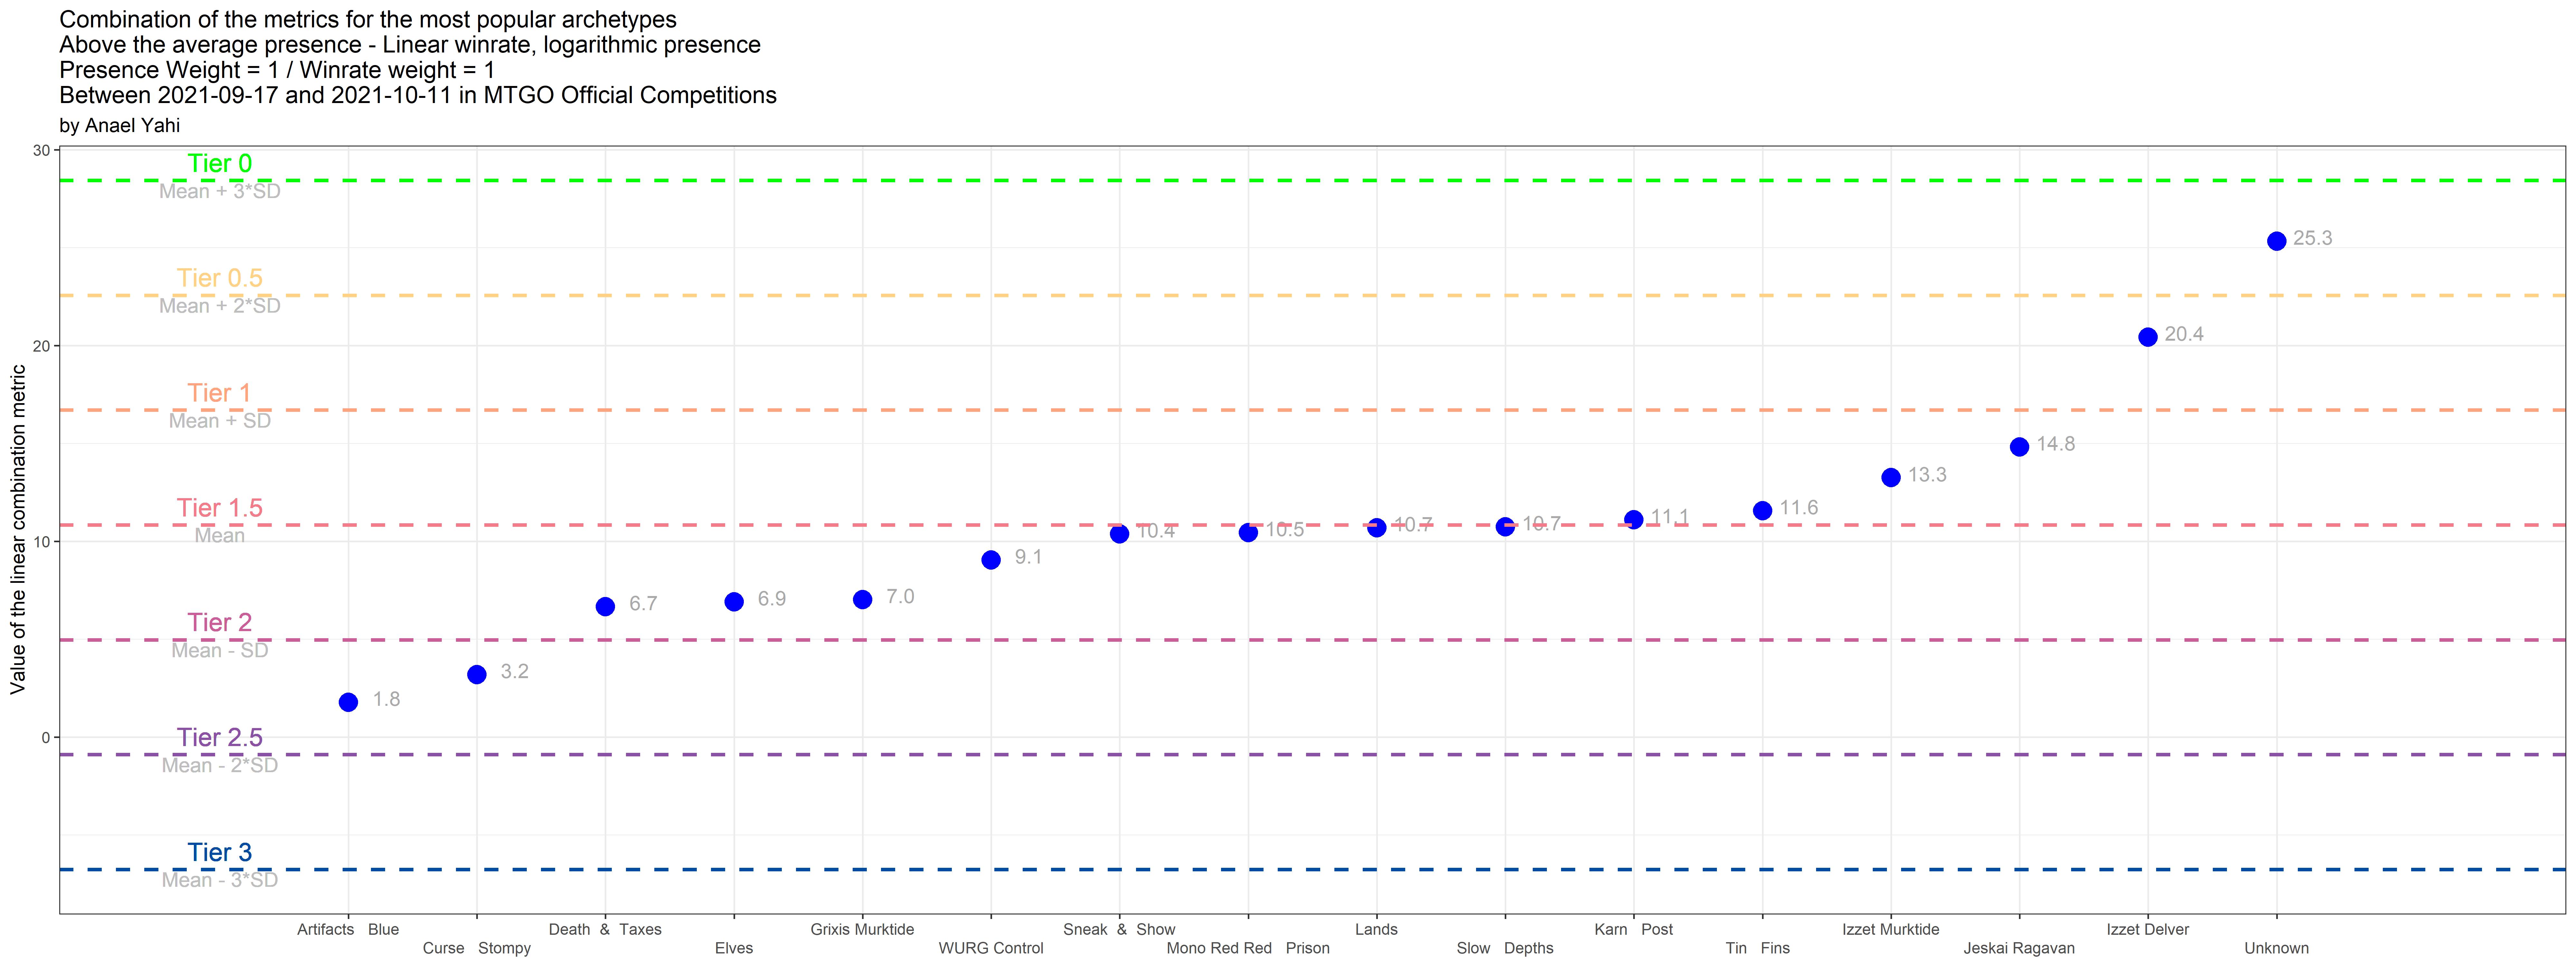 Combination of the metrics for the most popular archetypes
Above the average presence - Linear winrate, logarithmic presence
Presence Weight = 1 / Winrate weight = 1
Between 2021-09-17 and 2021-10-11 in MTGO Official Competitions
by Anael Yahi
Value of the linear combination metric
30
20
10
0
Tier 0
Mean + 3*SD
Tier 0.5
Mean + 2*SD
Tier 1
Mean + SD
Tier 1.5
Mean
Tier 2
Mean - SD
Tier 2.5
Mean - 2*SD
Tier 3
Mean - 3*SD
1.8
3.2
6.7
6.9
7.0
9.1
10.4
10.5
10.7
10.7
11.1
11.6
13.3
14.8
20.4
25.3
Artifacts Blue
Curse Stompy
Death & Taxes
Elves
Grixis Murktide
WURG Control
Sneak & Show
Mono Red Red Prison
Lands
Slow Depths
Karn Post
Tin Fins
Izzet Murktide
Jeskai Ragavan
Izzet Delver
Unknown